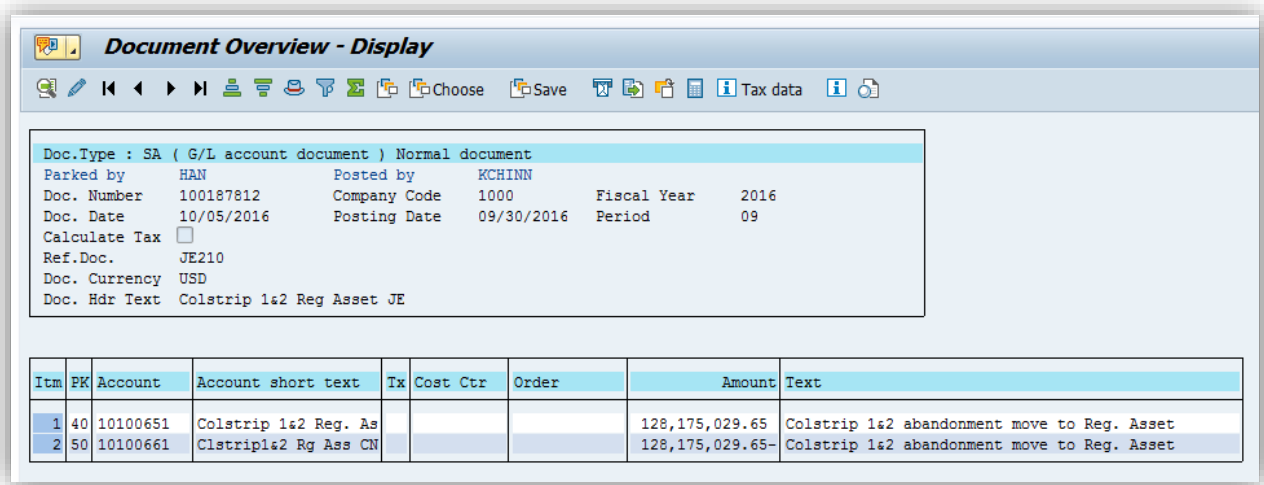 Document Overview - Display
Choose Save Tax data
Doc.Type : SA ( G/L account document ) Normal document
Parked by HAN Posted by KCHINN
Doc. Number 100187812 Company Code 1000 Fiscal Year 2016
Doc. Date 10/05/2016 Posting Date 09/30/2016 Period 09
Calculate Tax
Ref.Doc. JE210
Doc. Currency USD
Doc. Hdr Text Colstrip 1&2 Reg Asset JE
Itm PK Account Account short text Tx Cost Ctr Order Amount Text
1 40 10100651 Colstrip 1&2 Reg. As 128,175,029.65 Colstrip 1&2 abandonment move to Reg. Asset
2 50 10100661 Clstrip1&2 Rg Ass CN 128,175,029.65- Colstrip 1&2 abandonment move to Reg. Asset